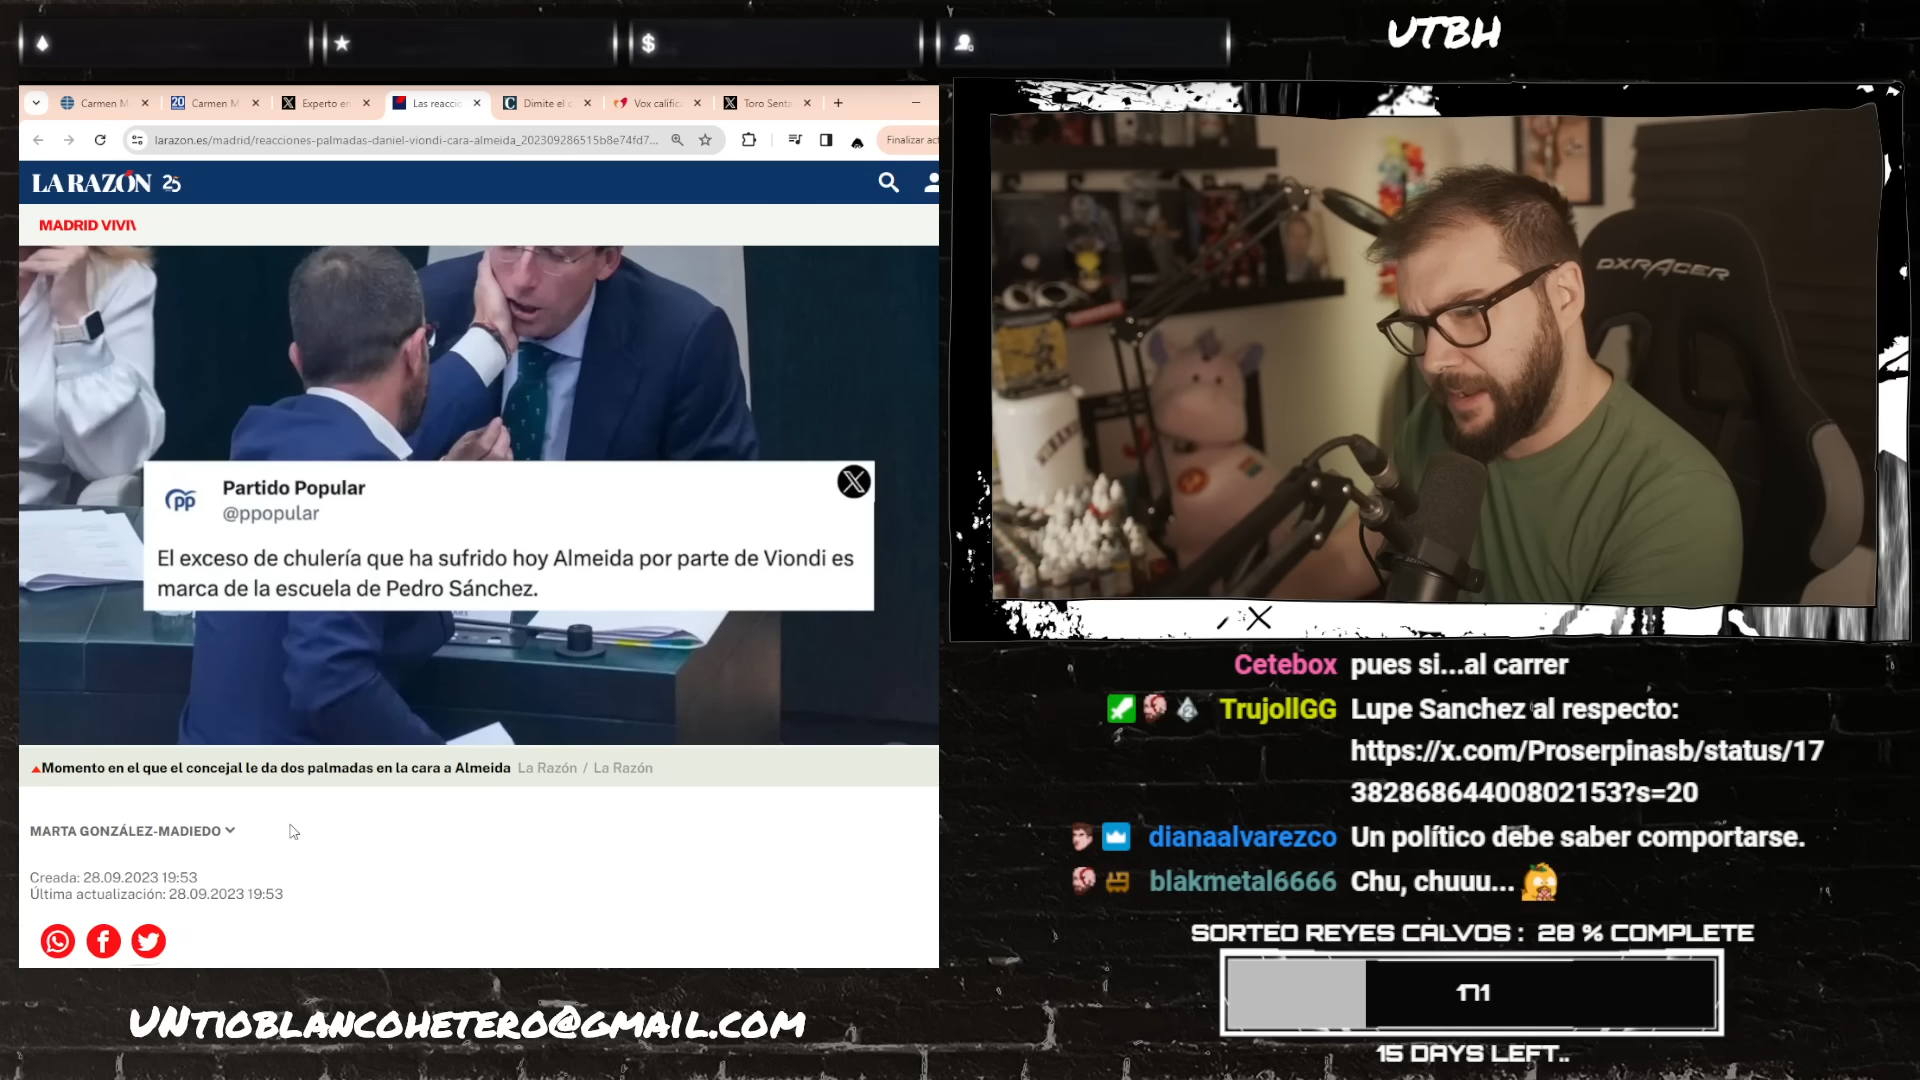 UTBH
Carmen M
Carmen M
Experto en
Las reaccio
Dimite el c
Vox califica
Toro Senta
larazon.es/madrid/reacciones-palmadas-daniel-viondi-cara-almeida_202309286515b8e74fd7...
Finalizar act
LA RAZÓN 25
MADRID VIVI
Partido Popular
@ppopular
El exceso de chulería que ha sufrido hoy Almeida por parte de Viondi es
marca de la escuela de Pedro Sánchez.
Momento en el que el concejal le da dos palmadas en la cara a Almeida La Razón / La Razón
MARTA GONZÁLEZ-MADIEDO
Creada: 28.09.2023 19:53
Última actualización: 28.09.2023 19:53
UNTIOBLANCOHETERO@GMAIL.COM
DXRACER
Cetebox pues si...al carrer
TrujollGG Lupe Sanchez al respecto:
https://x.com/Proserpinasb/status/17
38286864400802153?s=20
dianaalvarezco Un político debe saber comportarse.
blakmetal6666 Chu, chuuu...
SORTEO REYES CALVOS : 28 % COMPLETE
171
15 DAYS LEFT..